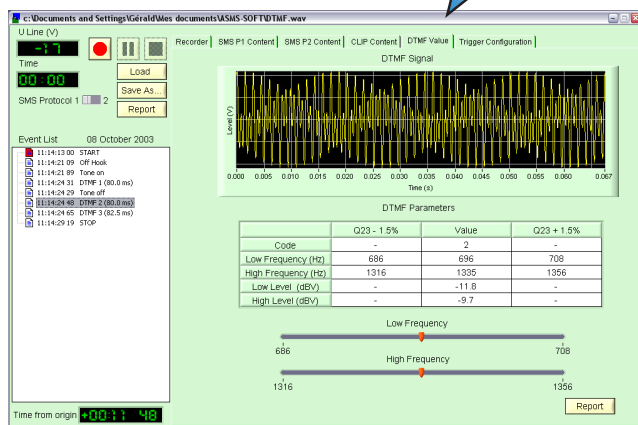 c:\Documents and Settings\Gérald\Mes documents\ASMS-SOFT\DTMF.wav
U Line (V)
-17
Time
00:00
Load
Save As...
SMS Protocol 1 2
Report
Recorder SMS P1 Content SMS P2 Content CLIP Content DTMF Value Trigger Configuration
Event List 08 October 2003
11:14:13 00 START
11:14:21 09 Off Hook
11:14:21 89 Tone on
11:14:24 31 DTMF 1 (80.0 ms)
11:14:24 29 Tone off
11:14:24 48 DTMF 2 (80.0 ms)
11:14:24 65 DTMF 3 (82.5 ms)
11:14:29 19 STOP
Time from origin +00:11 48
DTMF Signal
Level (V)
0.000 0.005 0.010 0.015 0.020 0.025 0.030 0.035 0.040 0.045 0.050 0.055 0.060 0.067
Time (s)
DTMF Parameters
Q23 - 1.5% Value Q23 + 1.5%
Code - 2 -
Low Frequency (Hz) 686 696 708
High Frequency (Hz) 1316 1335 1356
Low Level (dBV) - -11.8 -
High Level (dBV) - -9.7 -
Low Frequency
686 708
High Frequency
1316 1356
Report